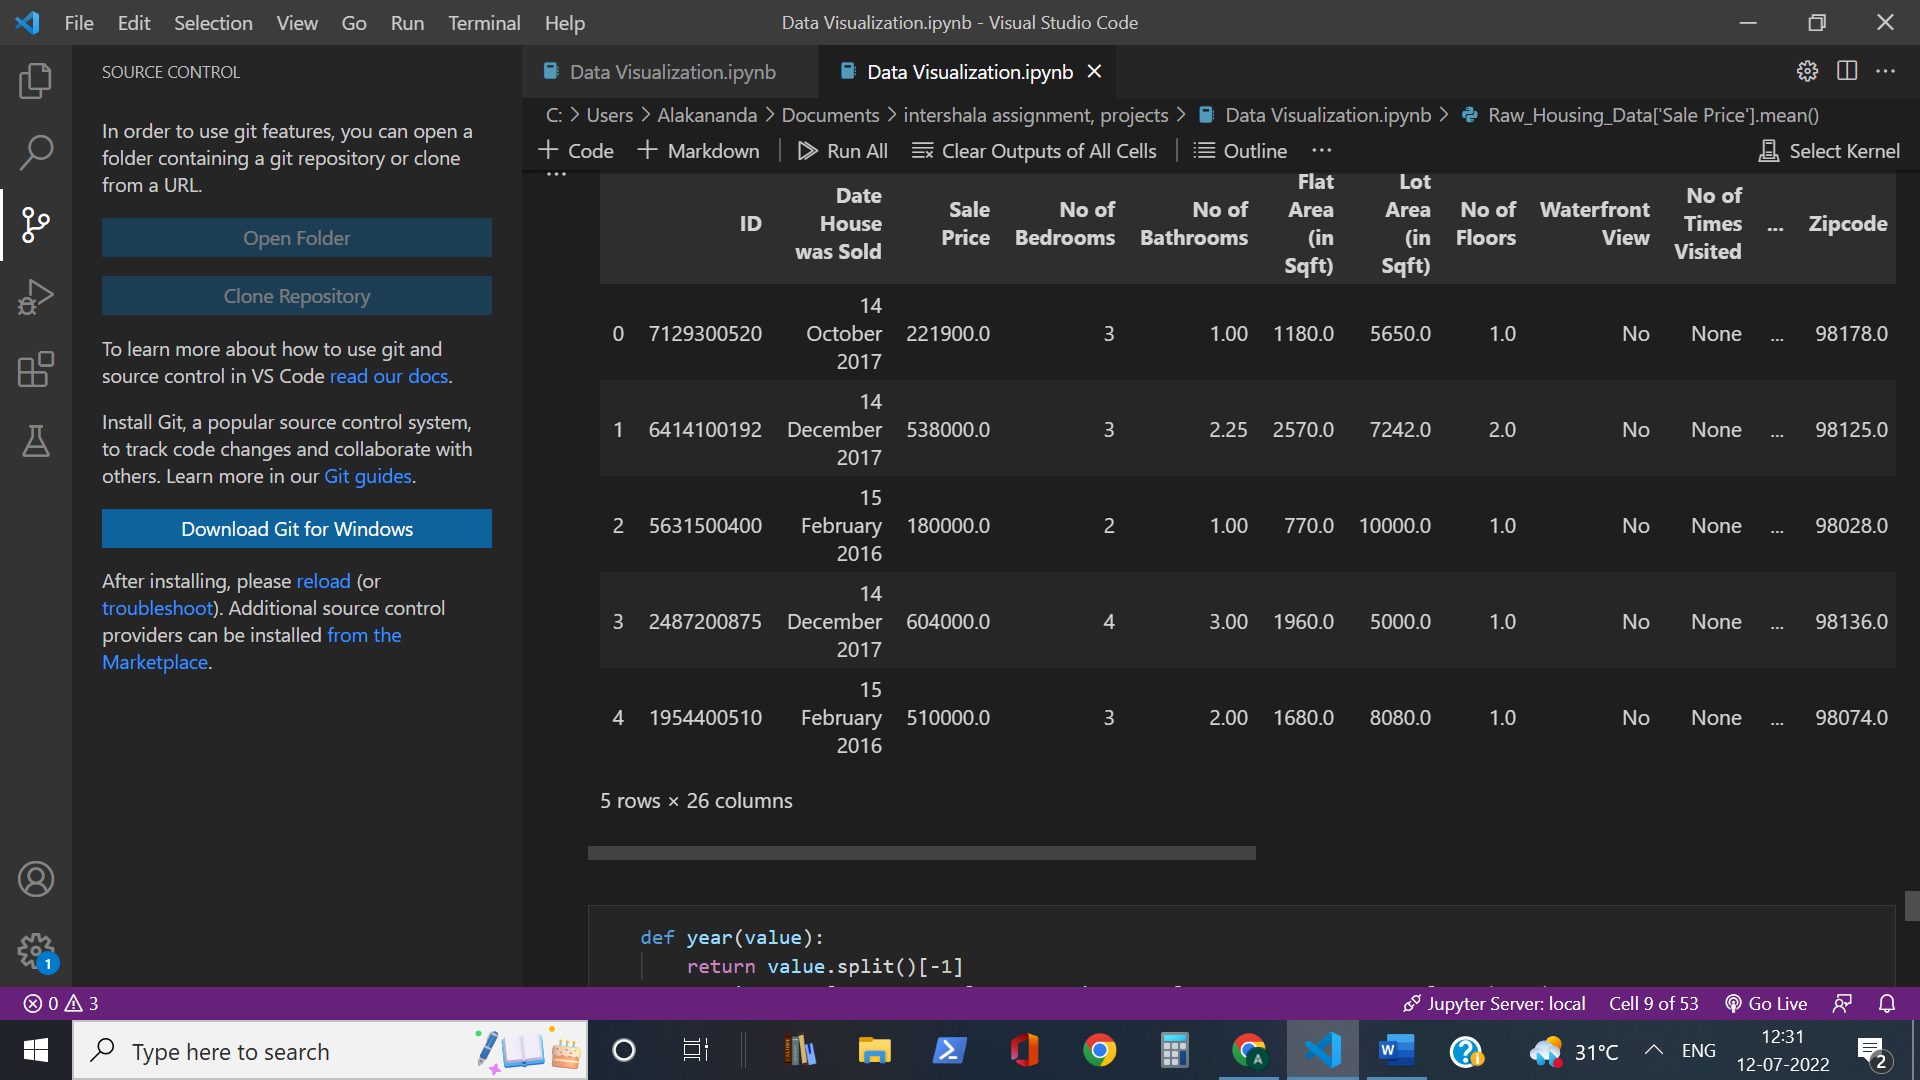 File Edit Selection View Go Run Terminal Help
Data Visualization.ipynb - Visual Studio Code
SOURCE CONTROL
In order to use git features, you can open a
folder containing a git repository or clone
from a URL.
Open Folder
Clone Repository
To learn more about how to use git and
source control in VS Code read our docs.
Install Git, a popular source control system,
to track code changes and collaborate with
others. Learn more in our Git guides.
Download Git for Windows
After installing, please reload (or
troubleshoot). Additional source control
providers can be installed from the
Marketplace.
1
Data Visualization.ipynb
Data Visualization.ipynb
C: > Users > Alakananda > Documents > intershala assignment, projects > Data Visualization.ipynb > Raw_Housing_Data['Sale Price'].mean()
+ Code + Markdown Run All Clear Outputs of All Cells Outline ... Select Kernel
...
ID Date House was Sold Sale Price No of Bedrooms No of Bathrooms Flat Area (in Sqft) Lot Area (in Sqft) No of Floors Waterfront View No of Times Visited ... Zipcode
0 7129300520 14 October 2017 221900.0 3 1.00 1180.0 5650.0 1.0 No None ... 98178.0
1 6414100192 14 December 2017 538000.0 3 2.25 2570.0 7242.0 2.0 No None ... 98125.0
2 5631500400 15 February 2016 180000.0 2 1.00 770.0 10000.0 1.0 No None ... 98028.0
3 2487200875 14 December 2017 604000.0 4 3.00 1960.0 5000.0 1.0 No None ... 98136.0
4 1954400510 15 February 2016 510000.0 3 2.00 1680.0 8080.0 1.0 No None ... 98074.0
5 rows × 26 columns
def year(value):
return value.split()[-1]
0 3
Jupyter Server: local Cell 9 of 53 Go Live
Type here to search
31°C ENG
12:31
12-07-2022
2